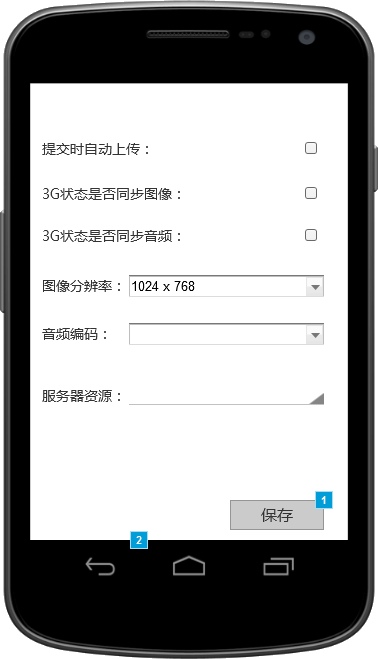 提交时自动上传：
3G状态是否同步图像：
3G状态是否同步音频：
图像分辨率： 1024 x 768
音频编码：
服务器资源：
保存 1
2